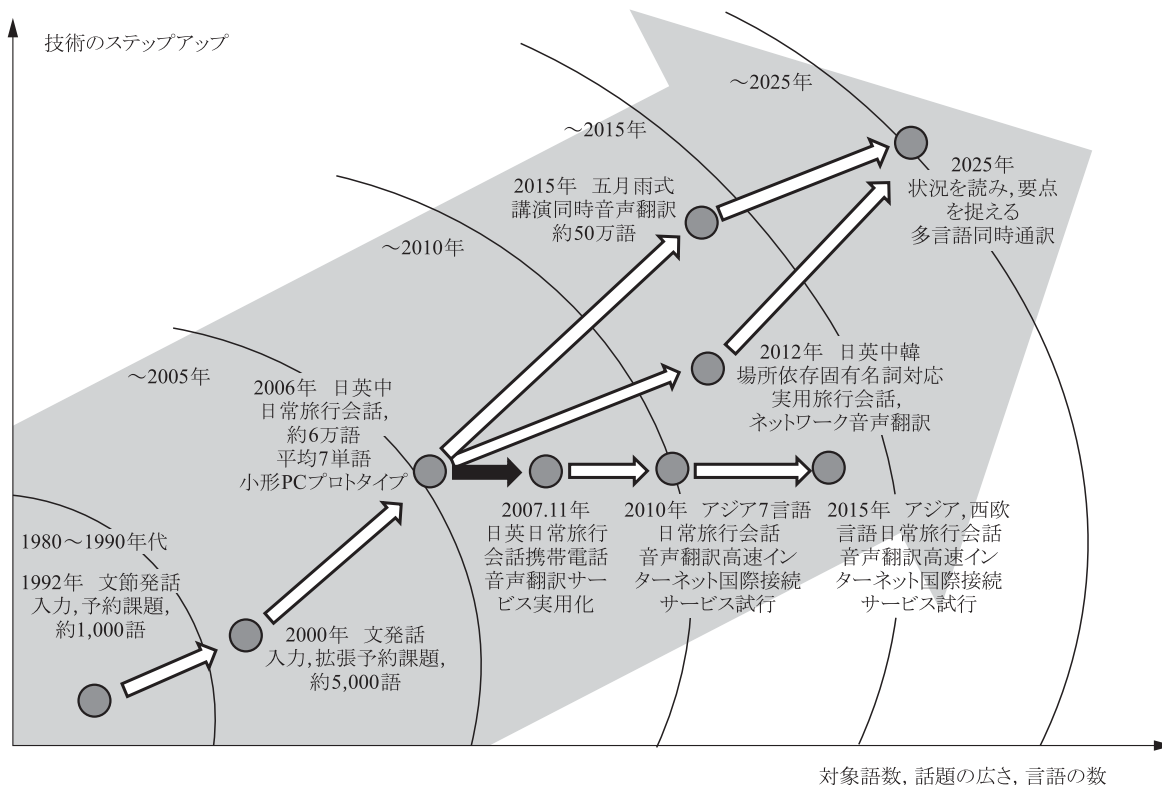 技術のステップアップ
～2025年
～2015年
2025年
状況を読み,要点
を捉える
多言語同時通訳
2015年 五月雨式
講演同時音声翻訳
約50万語
～2010年
2012年 日英中韓
場所依存固有名詞対応
実用旅行会話,
ネットワーク音声翻訳
～2005年
2006年 日英中
日常旅行会話,
約6万語
平均7単語
小形PCプロトタイプ
2007.11年
日英日常旅行
会話携帯電話
音声翻訳サー
ビス実用化
2010年 アジア7言語
日常旅行会話
音声翻訳高速イン
ターネット国際接続
サービス試行
2015年 アジア,西欧
言語日常旅行会話
音声翻訳高速イン
ターネット国際接続
サービス試行
1980～1990年代
1992年 文節発話
入力,予約課題,
約1,000語
2000年 文発話
入力,拡張予約課題,
約5,000語
対象語数,話題の広さ,言語の数